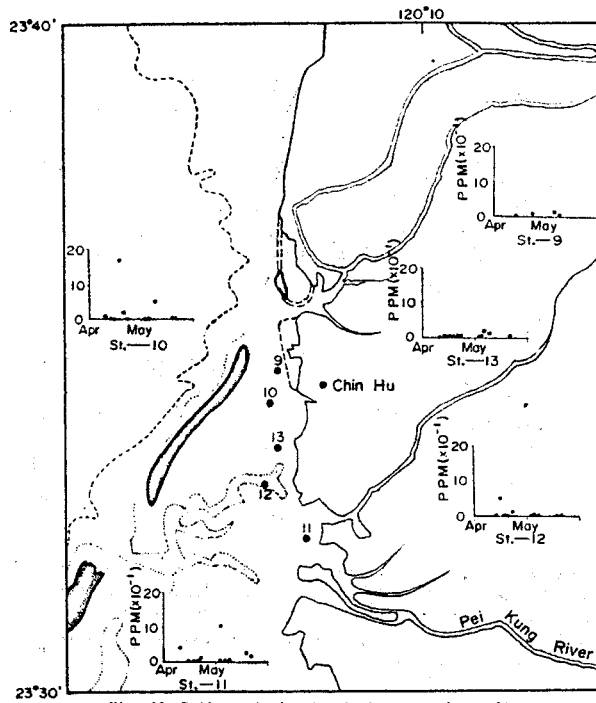 120°10
23°40'
PPM(x10⁻¹)
20
10
0
Apr May
St.—9
20
10
0
Apr May
St.—10
PPM(x10⁻¹)
20
10
0
Apr May
St.—13
9
Chin Hu
10
13
12
11
PPM(x10⁻¹)
20
10
0
Apr May
St.—12
PPM(x10⁻¹)
20
10
0
Apr May
St.—11
Pei Kung River
23°30'